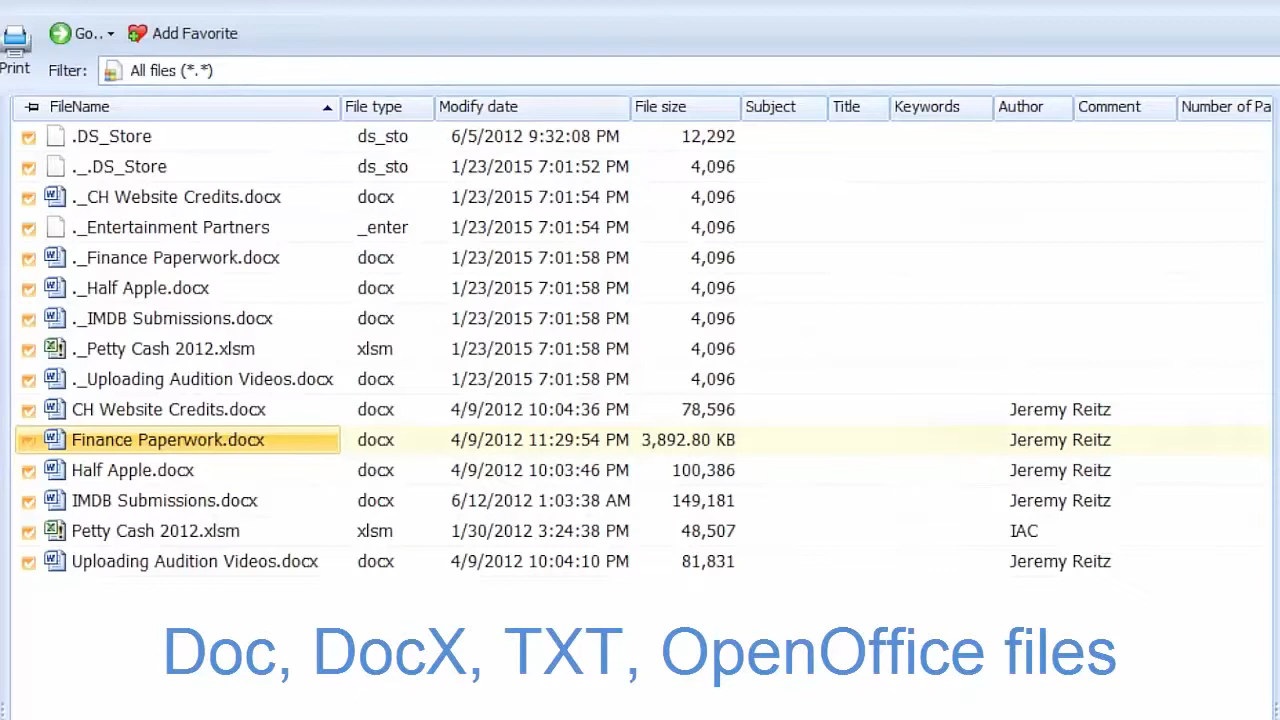 Go.. Add Favorite
Print Filter: All files (*.*)
FileName File type Modify date File size Subject Title Keywords Author Comment Number of Pa
.DS_Store ds_sto 6/5/2012 9:32:08 PM 12,292
._.DS_Store ds_sto 1/23/2015 7:01:52 PM 4,096
._CH Website Credits.docx docx 1/23/2015 7:01:54 PM 4,096
._Entertainment Partners _enter 1/23/2015 7:01:54 PM 4,096
._Finance Paperwork.docx docx 1/23/2015 7:01:58 PM 4,096
._Half Apple.docx docx 1/23/2015 7:01:58 PM 4,096
._IMDB Submissions.docx docx 1/23/2015 7:01:58 PM 4,096
._Petty Cash 2012.xlsm xlsm 1/23/2015 7:01:58 PM 4,096
._Uploading Audition Videos.docx docx 1/23/2015 7:01:58 PM 4,096
CH Website Credits.docx docx 4/9/2012 10:04:36 PM 78,596 Jeremy Reitz
Finance Paperwork.docx docx 4/9/2012 11:29:54 PM 3,892.80 KB Jeremy Reitz
Half Apple.docx docx 4/9/2012 10:03:46 PM 100,386 Jeremy Reitz
IMDB Submissions.docx docx 6/12/2012 1:03:38 AM 149,181 Jeremy Reitz
Petty Cash 2012.xlsm xlsm 1/30/2012 3:24:38 PM 48,507 IAC
Uploading Audition Videos.docx docx 4/9/2012 10:04:10 PM 81,831 Jeremy Reitz
Doc, DocX, TXT, OpenOffice files